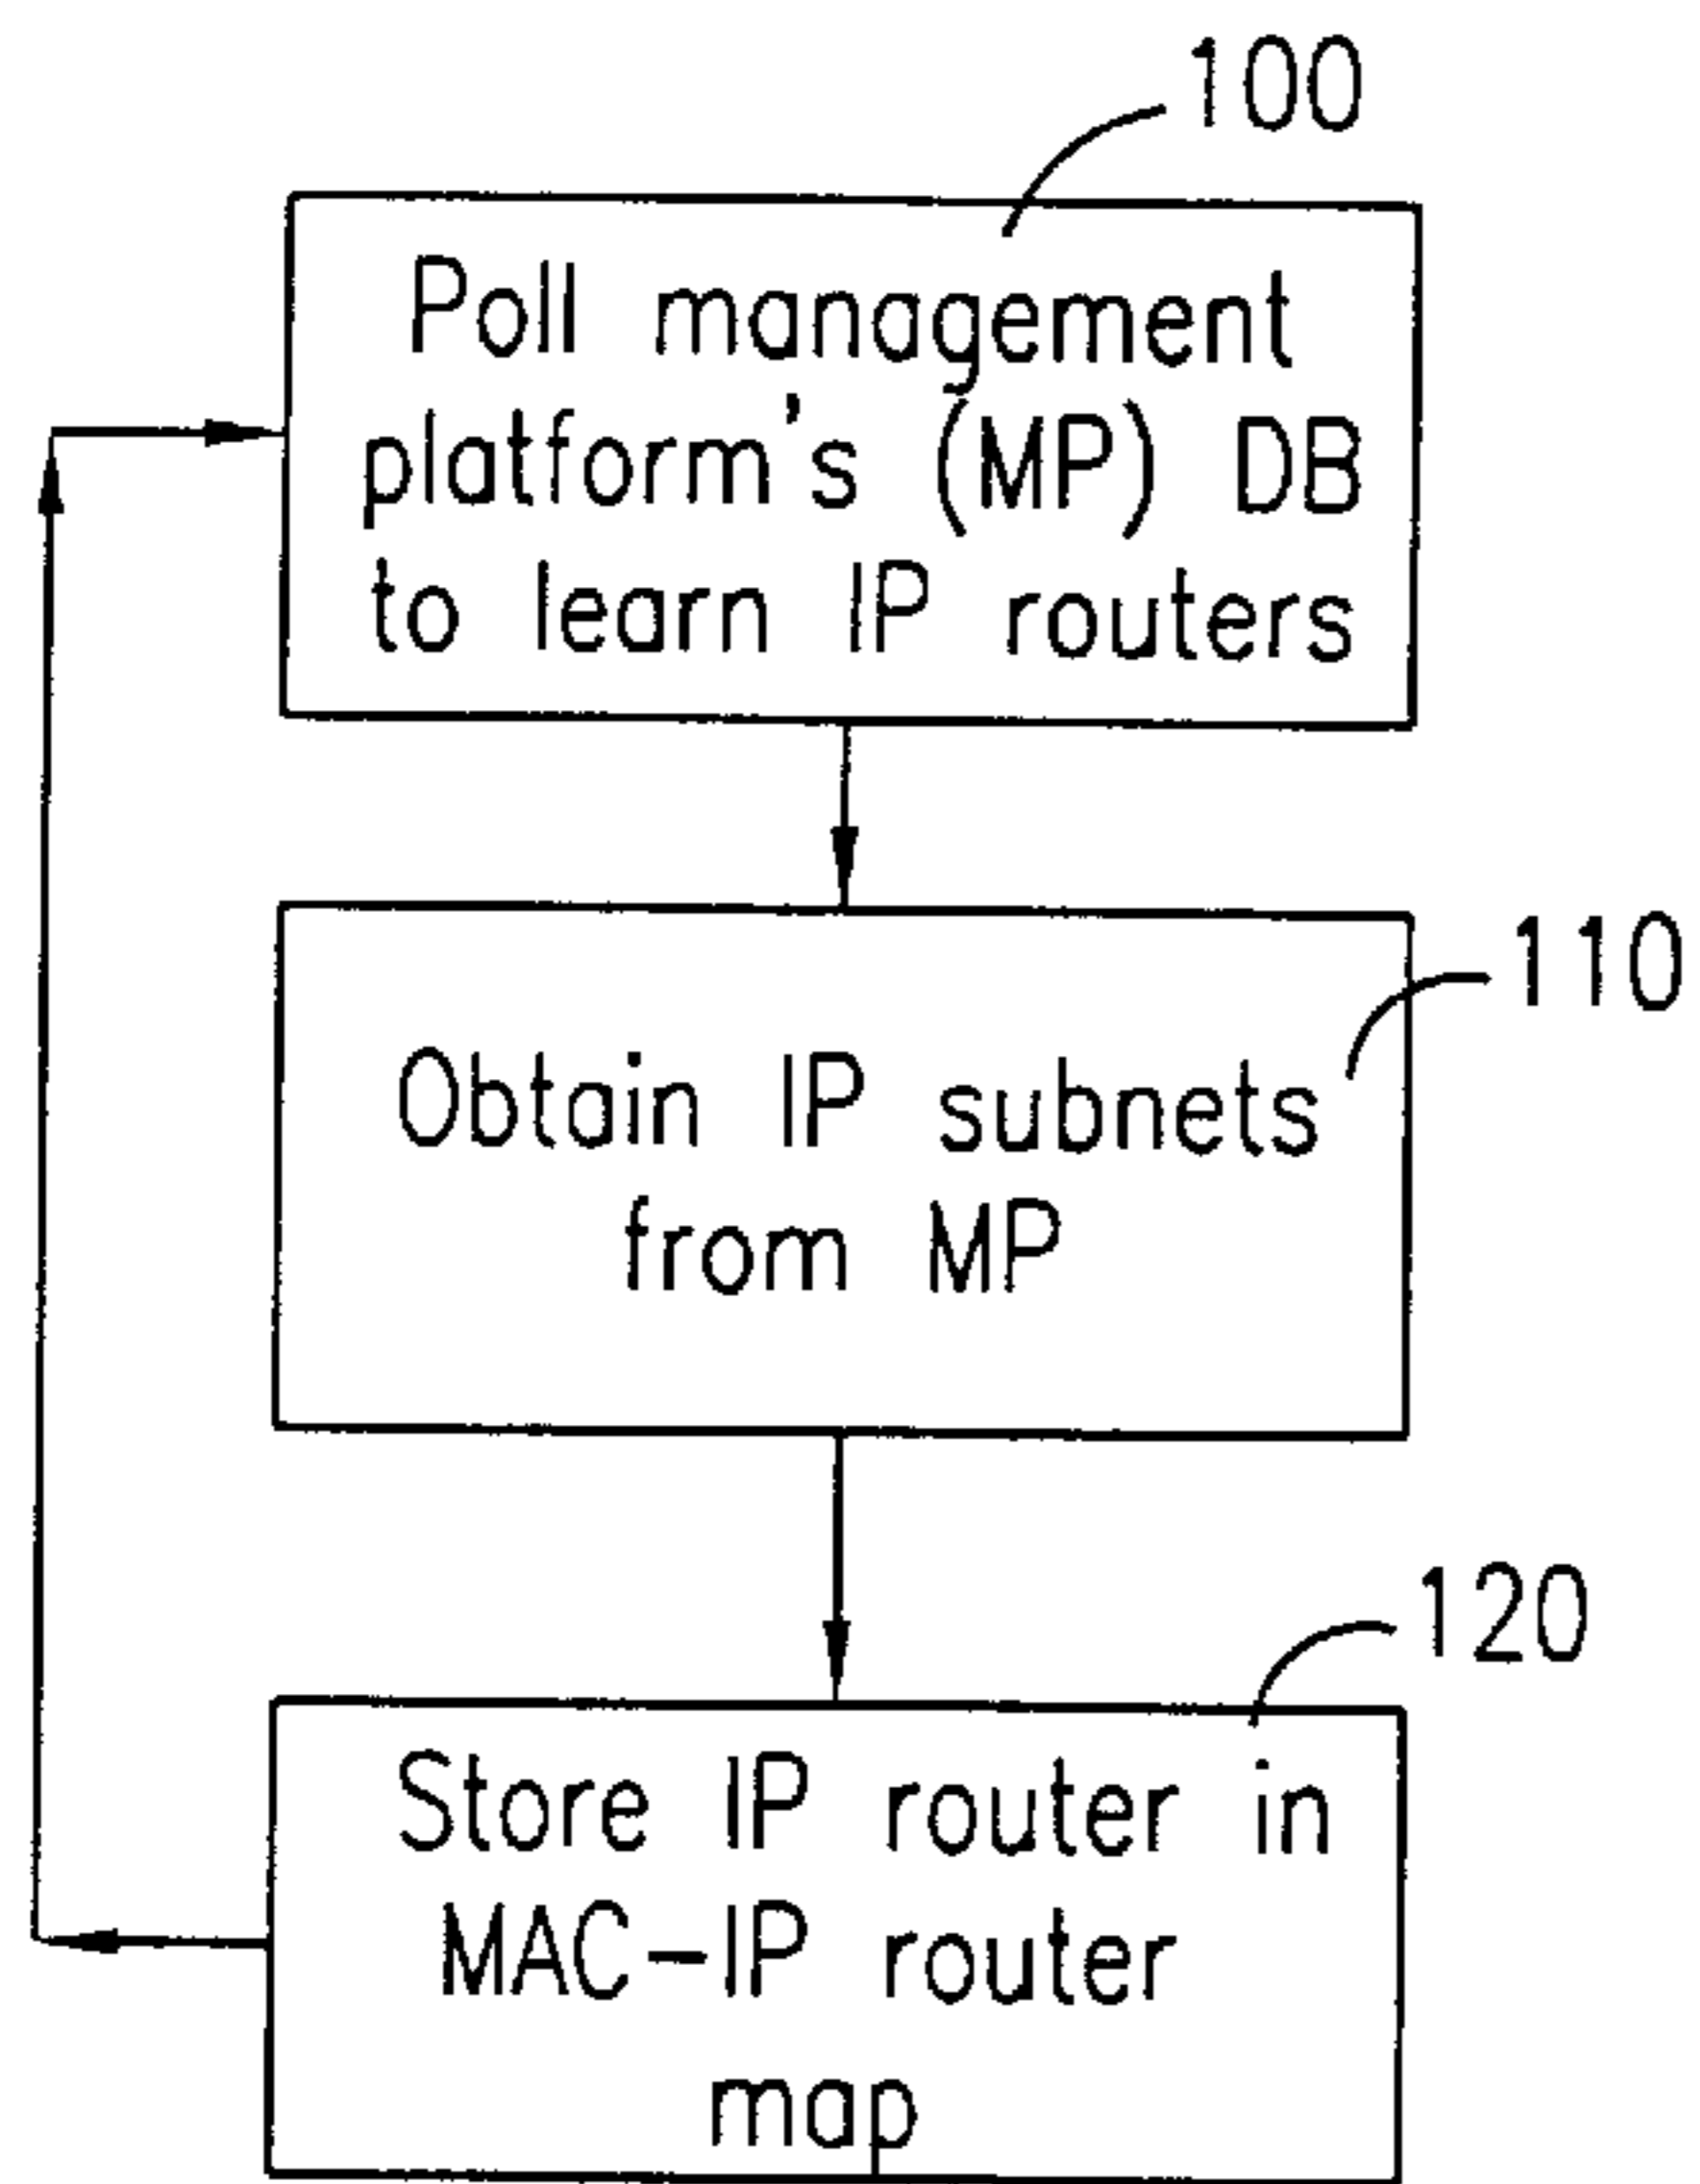 100
Poll management
platform's (MP) DB
to learn IP routers
110
Obtain IP subnets
from MP
120
Store IP router in
MAC-IP router
map